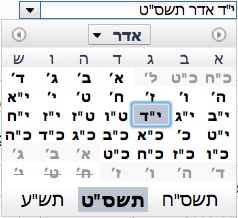 י"ד אדר תשס"ט
אדר
א ב ג ד ה ו ש
כ"ח כ"ט ל' א' ב' ג' ד'
ה' ו' ז' ח' ט' י' י"א
י"ב י"ג י"ד ט"ו ט"ז י"ז י"ח
י"ט כ' כ"א כ"ב כ"ג כ"ד כ"ה
כ"ו כ"ז כ"ח כ"ט א' ב' ג'
ד' ה' ו' ז' ח' ט' י'
תשס"ח תשס"ט תש"ע